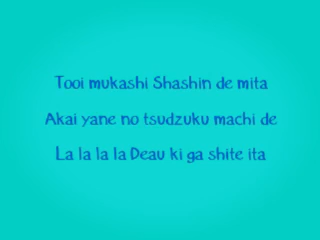 Tooi mukashi Shashin de mita
Akai yane no tsudzuku machi de
La la la la Deau ki ga shite ita